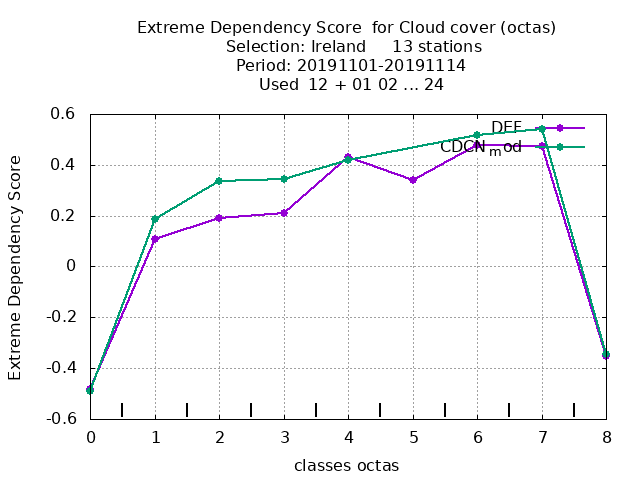 Extreme Dependency Score for Cloud cover (octas)
Selection: Ireland 13 stations
Period: 20191101-20191114
Used 12 + 01 02 ... 24
Extreme Dependency Score
0.6
0.4
0.2
0
-0.2
-0.4
-0.6
DEF
CDCN_mod
0 1 2 3 4 5 6 7 8
classes octas